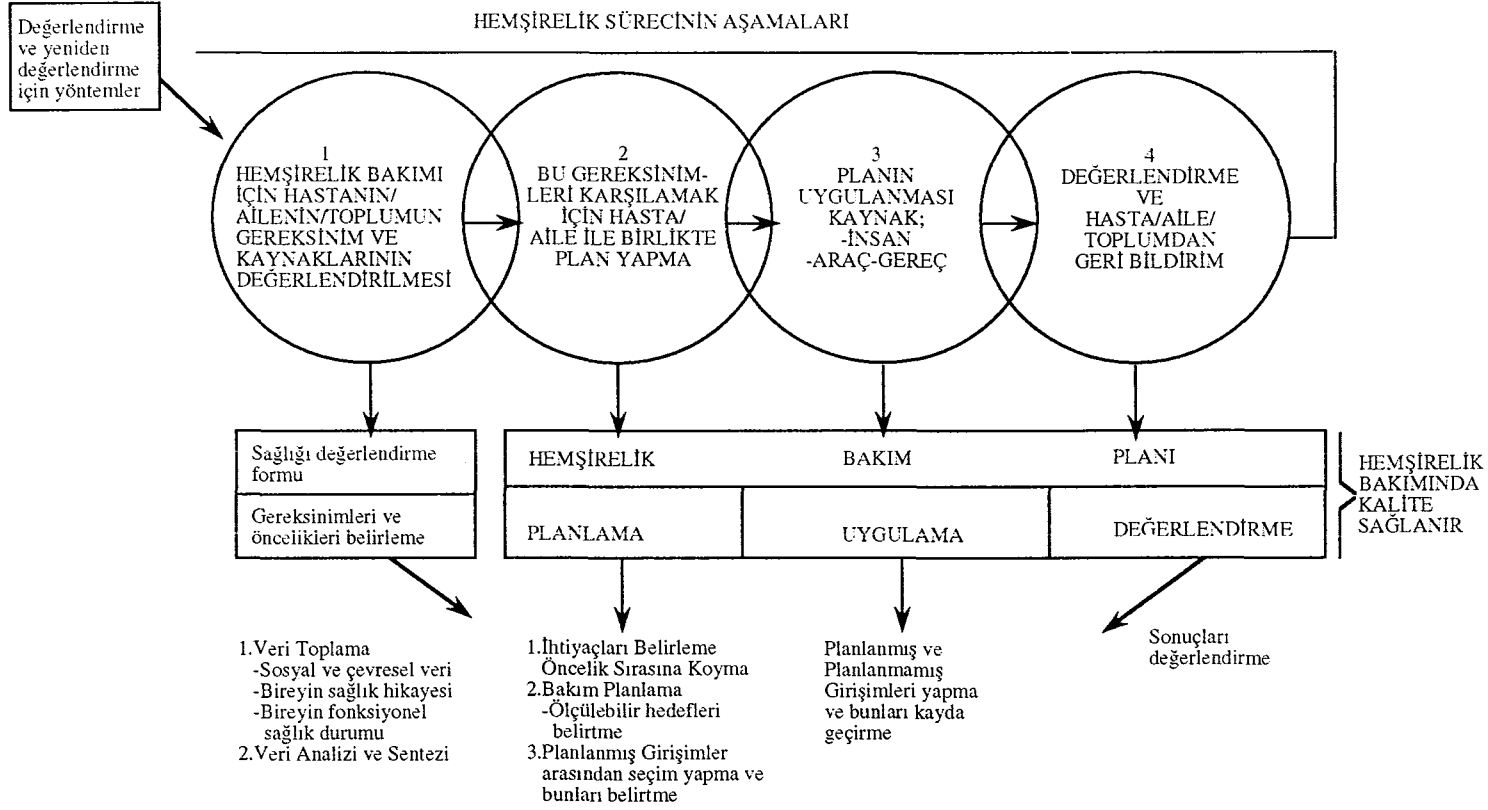 HEMŞİRELİK SÜRECİNİN AŞAMALARI
Değerlendirme
ve yeniden
değerlendirme
için yöntemler
1
HEMŞİRELİK BAKIMI
İÇİN HASTANIN/
AİLENİN/TOPLUMUN
GEREKSİNİM VE
KAYNAKLARININ
DEĞERLENDİRİLMESİ
2
BU GEREKSİNİM-
LERİ KARŞILAMAK
İÇİN HASTA/
AİLE İLE BİRLİKTE
PLAN YAPMA
3
PLANIN
UYGULANMASI
KAYNAK;
-İNSAN
-ARAÇ-GEREÇ
4
DEĞERLENDİRME
VE
HASTA/AİLE/
TOPLUMDAN
GERİ BİLDİRİM
Sağlığı değerlendirme
formu
Gereksinimleri ve
öncelikleri belirleme
HEMŞİRELİK BAKIM PLANI
PLANLAMA UYGULAMA DEĞERLENDİRME
HEMŞİRELİK
BAKIMINDA
KALİTE
SAĞLANIR
1.Veri Toplama
-Sosyal ve çevresel veri
-Bireyin sağlık hikayesi
-Bireyin fonksiyonel
sağlık durumu
2.Veri Analizi ve Sentezi
1.İhtiyaçları Belirleme
Öncelik Sırasına Koyma
2.Bakım Planlama
-Ölçülebilir hedefleri
belirtme
3.Planlanmış Girişimler
arasından seçim yapma ve
bunları belirtme
Planlanmış ve
Planlanmamış
Girişimleri yapma
ve bunları kayda
geçirme
Sonuçları
değerlendirme